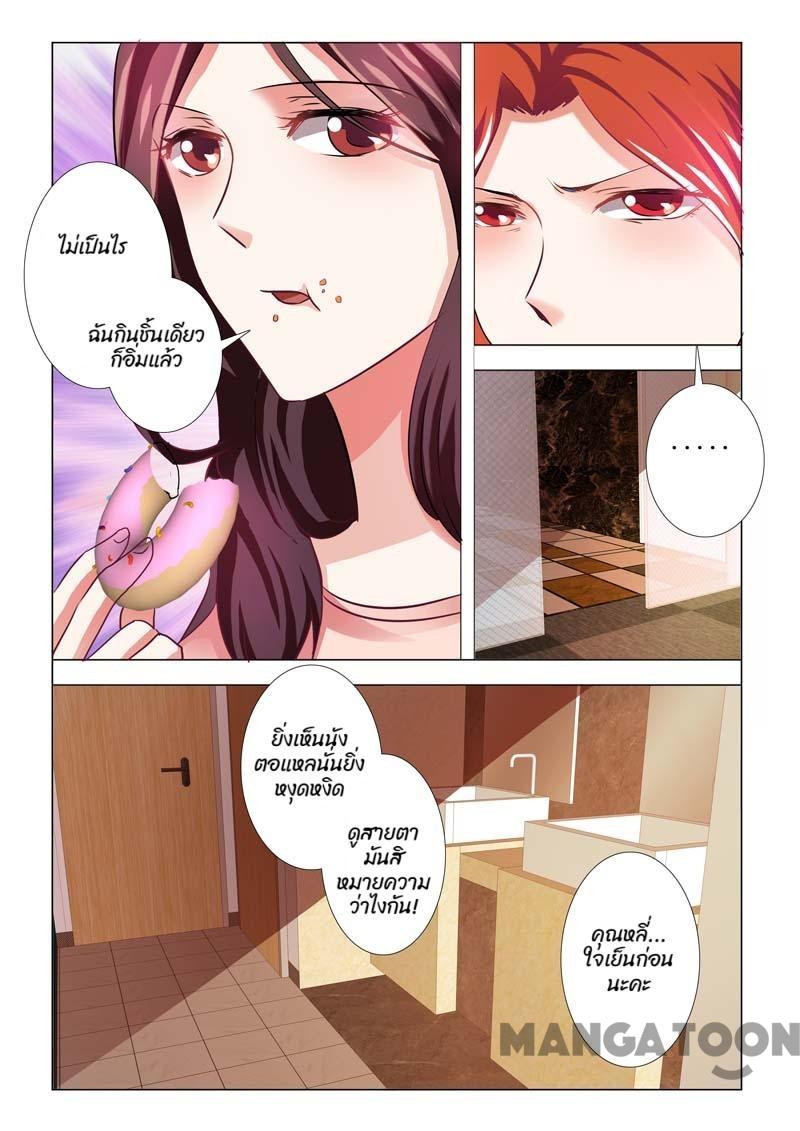 ไม่เป็นไร
ฉันกินชิ้นเดียว
ก็อิ่มแล้ว
.....
ยิ่งเห็นนัง
ตอแหลนั่นยิ่ง
หงุดหงิด
ดูสายตา
มันสิ
หมายความ
ว่าไงกัน!
คุณหลี่...
ใจเย็นก่อน
นะคะ
MANGATOON